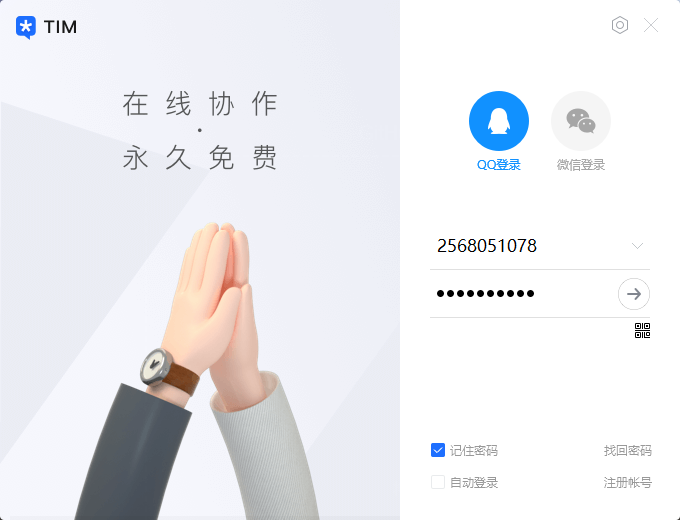 TIM
在线协作
·
永久免费
QQ登录
微信登录
2568051078
●●●●●●●●●●
记住密码
找回密码
自动登录
注册帐号